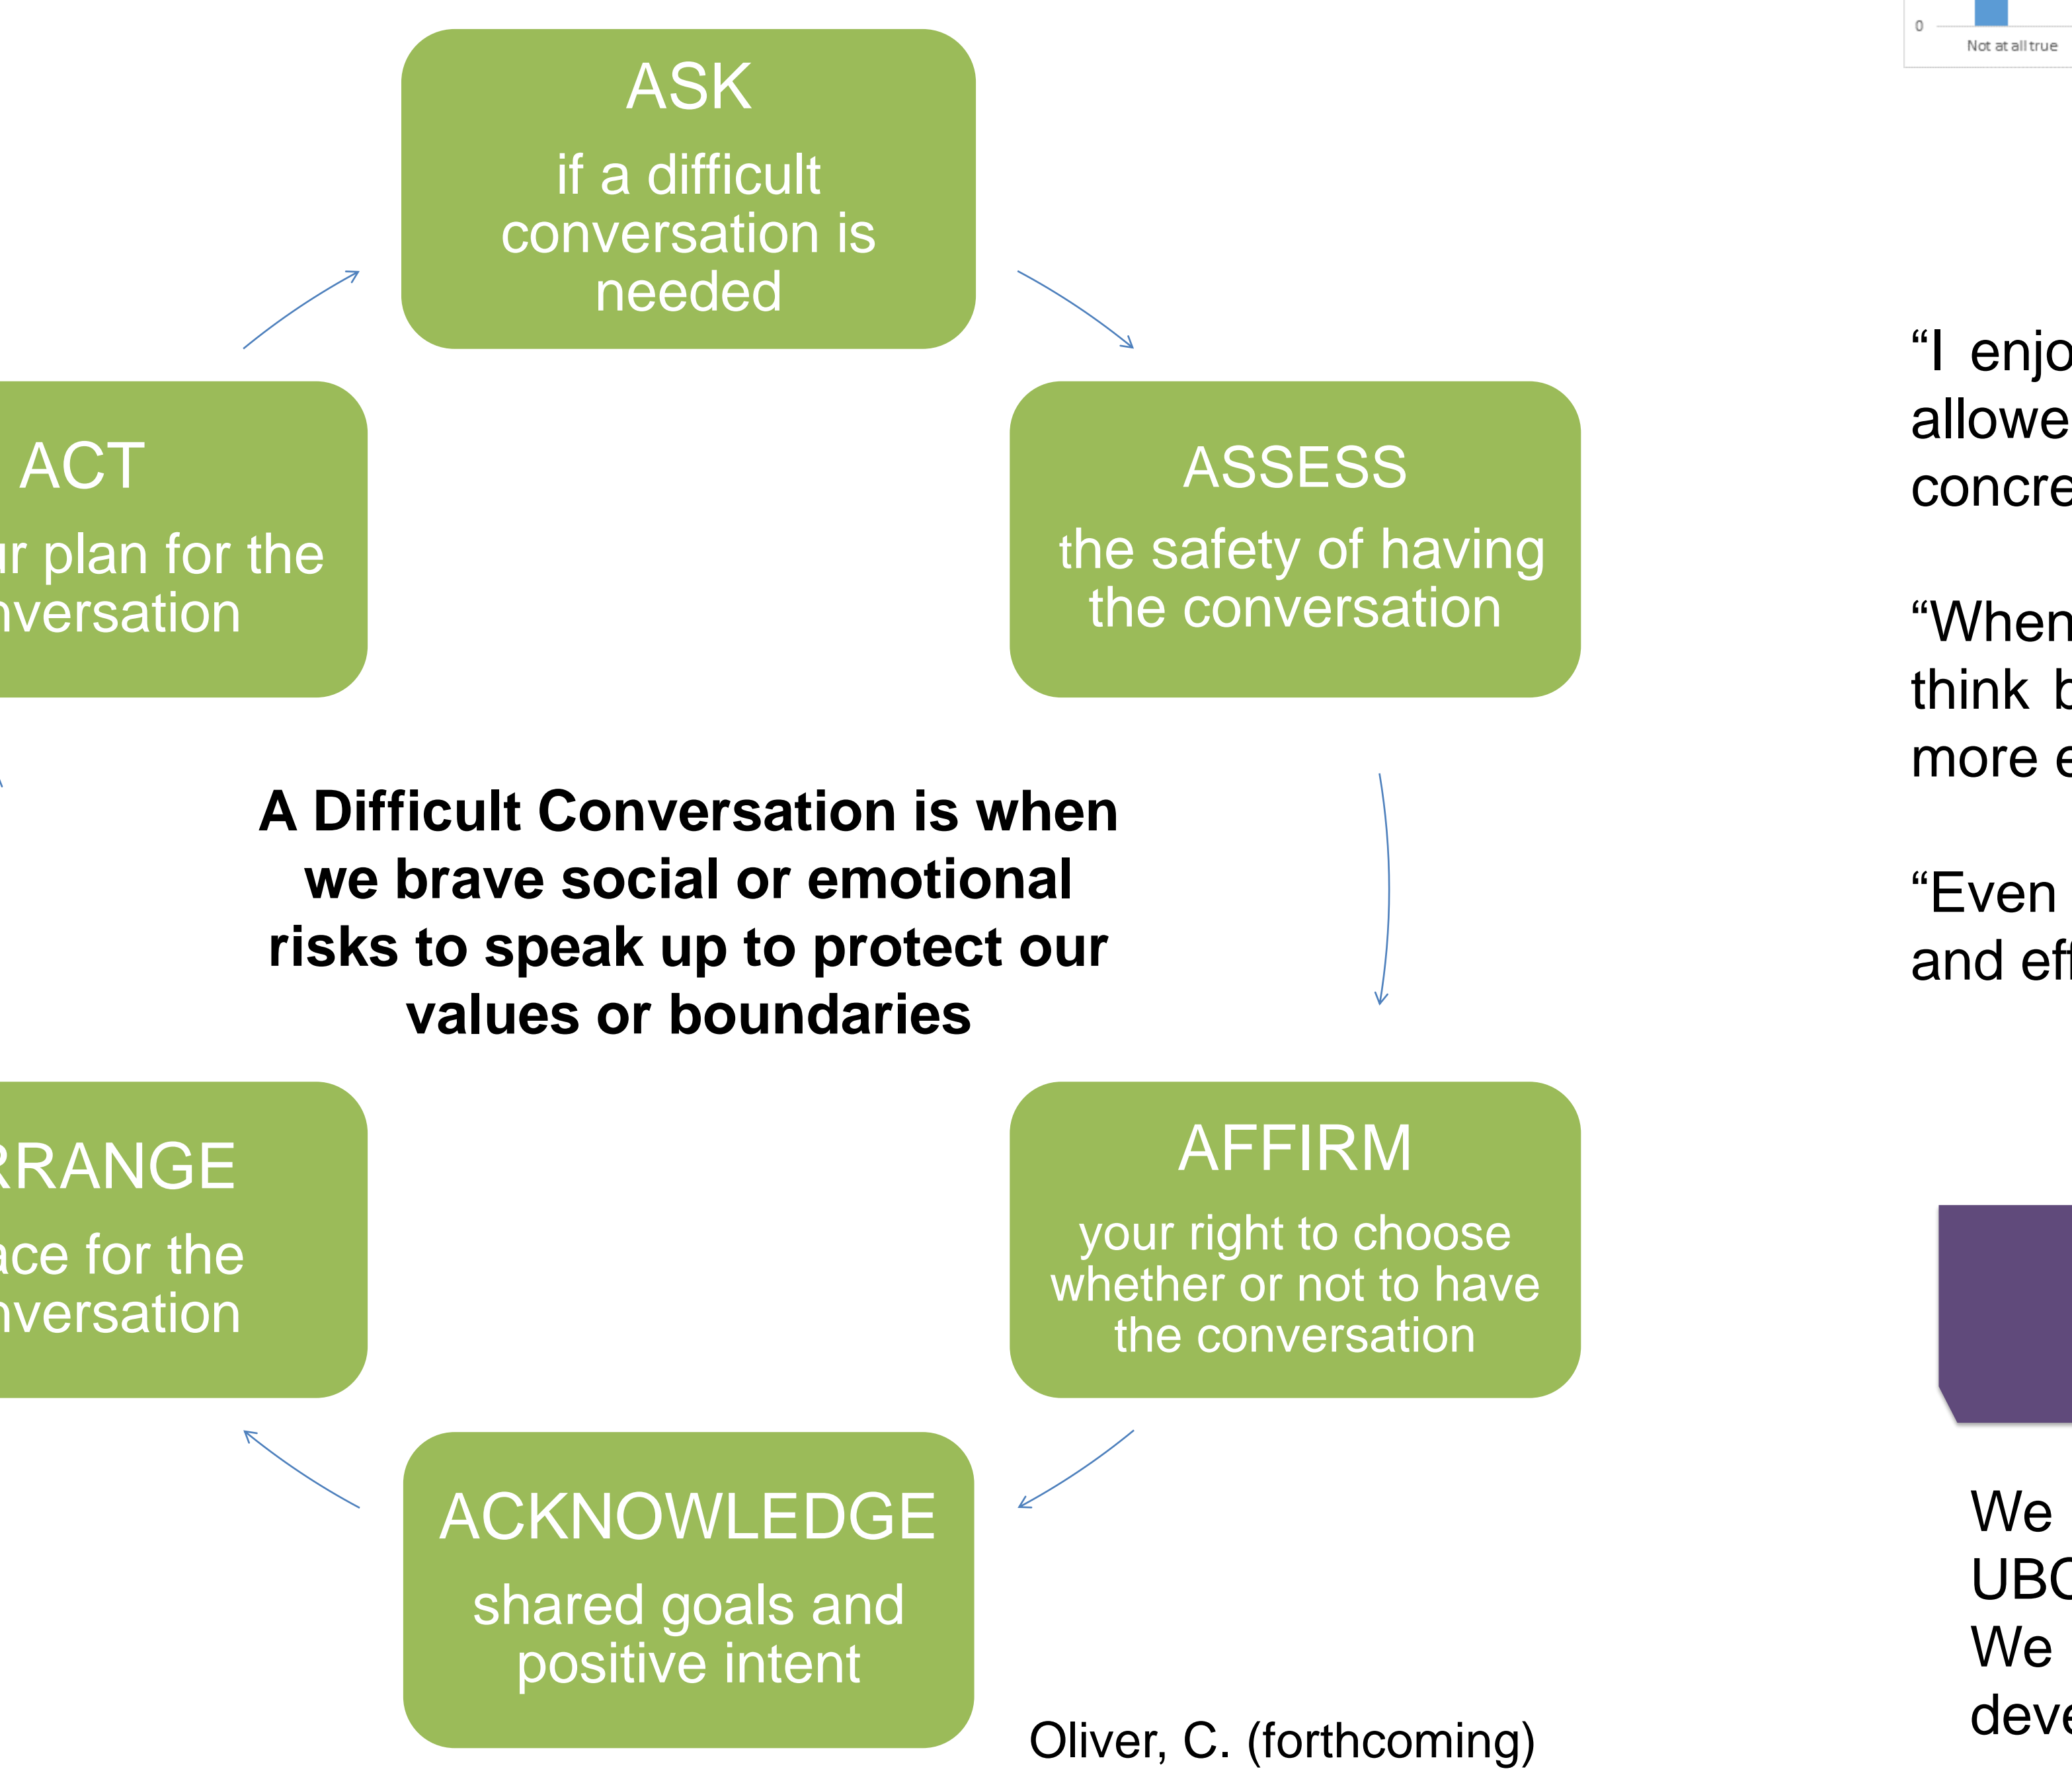 ASK
if a difficult
conversation is
needed
ASSESS
the safety of having
the conversation
AFFIRM
your right to choose
whether or not to have
the conversation
ACKNOWLEDGE
shared goals and
positive intent
for the
ACT
plan for the
A Difficult Conversation is when
we brave social or emotional
risks to speak up to protect our
values or boundaries
Oliver, C. (forthcoming)
0
Not at all true
“I
“When
think
more
“Even
and
We
We